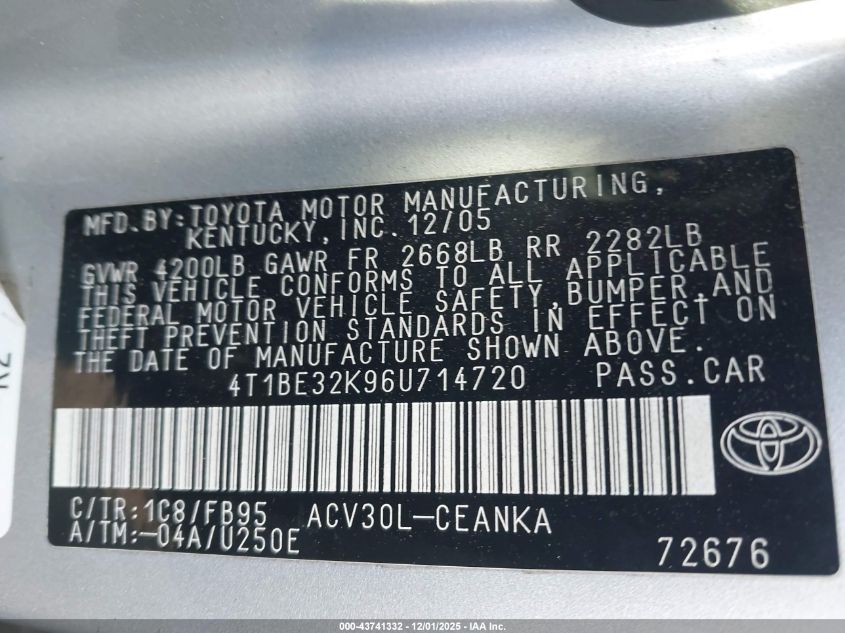 MFD. BY: TOYOTA MOTOR MANUFACTURING,
KENTUCKY, INC. 12/05
GVWR 4200LB GAWR FR 2668LB RR 2282LB
THIS VEHICLE CONFORMS TO ALL APPLICABLE
FEDERAL MOTOR VEHICLE SAFETY, BUMPER, AND
THEFT PREVENTION STANDARDS IN EFFECT ON
THE DATE OF MANUFACTURE SHOWN ABOVE.
4T1BE32K96U714720 PASS.CAR
C/TR:1C8/FB95 ACV30L-CEANKA
A/TM:-04A/U250E
72676
000-43741332 - 12/01/2025 - IAA Inc.